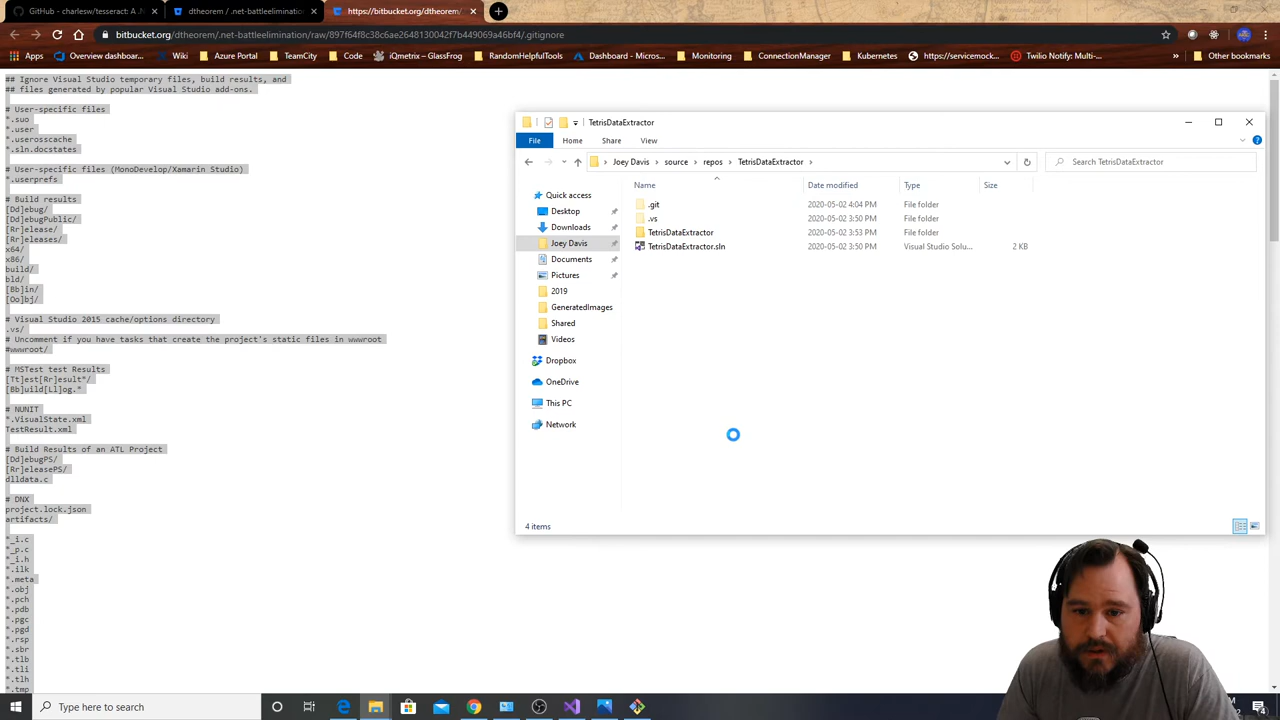 GitHub - charlesw/tesseract: A .N
dtheorem / .net-battleelimination
https://bitbucket.org/dtheorem/
bitbucket.org/dtheorem/.net-battleelimination/raw/897f64f8c38c6ae2648130042f7b449069a46bf4/.gitignore
Apps
Overview dashboar...
Wiki
Azure Portal
TeamCity
Code
iQmetrix — GlassFrog
RandomHelpfulTools
Dashboard - Micros...
Monitoring
ConnectionManager
Kubernetes
https://servicemock...
Twilio Notify: Multi-...
»
Other bookmarks
## Ignore Visual Studio temporary files, build results, and
## files generated by popular Visual Studio add-ons.
# User-specific files
*.suo
*.user
*.userosscache
*.sln.docstates
# User-specific files (MonoDevelop/Xamarin Studio)
*.userprefs
# Build results
[Dd]ebug/
[Dd]ebugPublic/
[Rr]elease/
[Rr]eleases/
x64/
x86/
build/
bld/
[Bb]in/
[Oo]bj/
# Visual Studio 2015 cache/options directory
.vs/
# Uncomment if you have tasks that create the project's static files in wwwroot
#wwwroot/
# MSTest test Results
[Tt]est[Rr]esult*/
[Bb]uild[Ll]og.*
# NUNIT
*.VisualState.xml
TestResult.xml
# Build Results of an ATL Project
[Dd]ebugPS/
[Rr]eleasePS/
dlldata.c
# DNX
project.lock.json
artifacts/
*_i.c
*_p.c
*_i.h
*.ilk
*.meta
*.obj
*.pch
*.pdb
*.pgc
*.pgd
*.rsp
*.sbr
*.tlb
*.tli
*.tlh
*.tmp
TetrisDataExtractor
File
Home
Share
View
Joey Davis
source
repos
TetrisDataExtractor
Search TetrisDataExtractor
Name
Date modified
Type
Size
Quick access
Desktop
Downloads
Joey Davis
Documents
Pictures
2019
GeneratedImages
Shared
Videos
Dropbox
OneDrive
This PC
Network
.git 2020-05-02 4:04 PM File folder
.vs 2020-05-02 3:50 PM File folder
TetrisDataExtractor 2020-05-02 3:53 PM File folder
TetrisDataExtractor.sln 2020-05-02 3:50 PM Visual Studio Solu... 2 KB
4 items
Type here to search